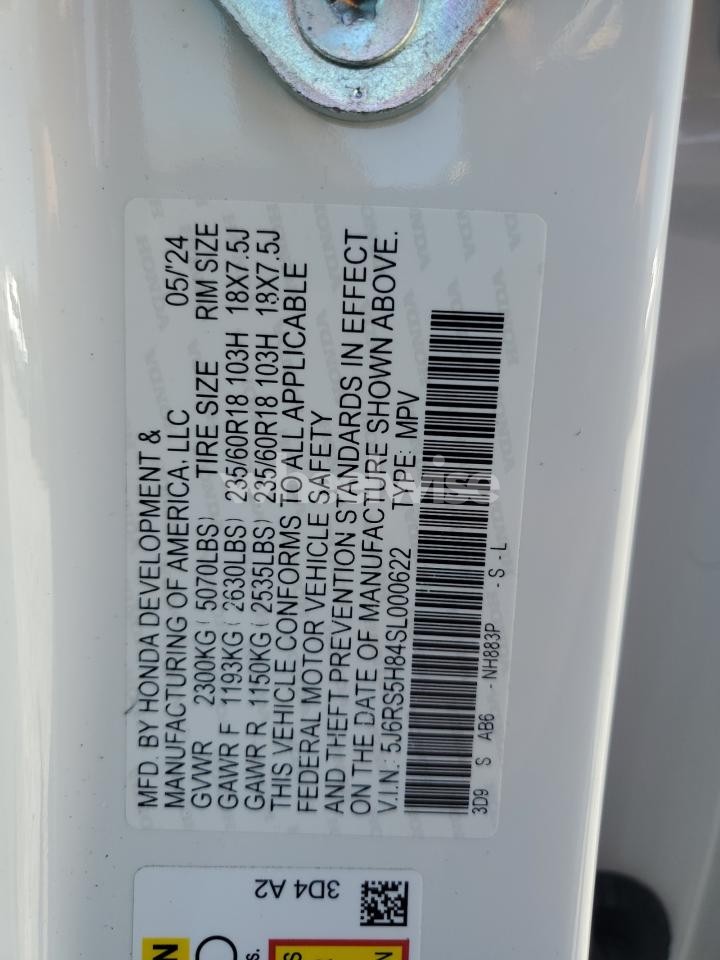 MFD. BY HONDA DEVELOPMENT &
MANUFACTURING OF AMERICA, LLC 05/'24
GVWR 2300KG( 5070LBS) TIRE SIZE RIM SIZE
GAWR F 1193KG( 2630LBS) 235/60R18 103H 18X7.5J
GAWR R 1150KG( 2535LBS) 235/60R18 103H 18X7.5J
THIS VEHICLE CONFORMS TO ALL APPLICABLE
FEDERAL MOTOR VEHICLE SAFETY
AND THEFT PREVENTION STANDARDS IN EFFECT
ON THE DATE OF MANUFACTURE SHOWN ABOVE.
V.I.N.: 5J6RS5H84SL000622 TYPE: MPV
3D9 S AB6 -NH883P -S-L
3D4 A2